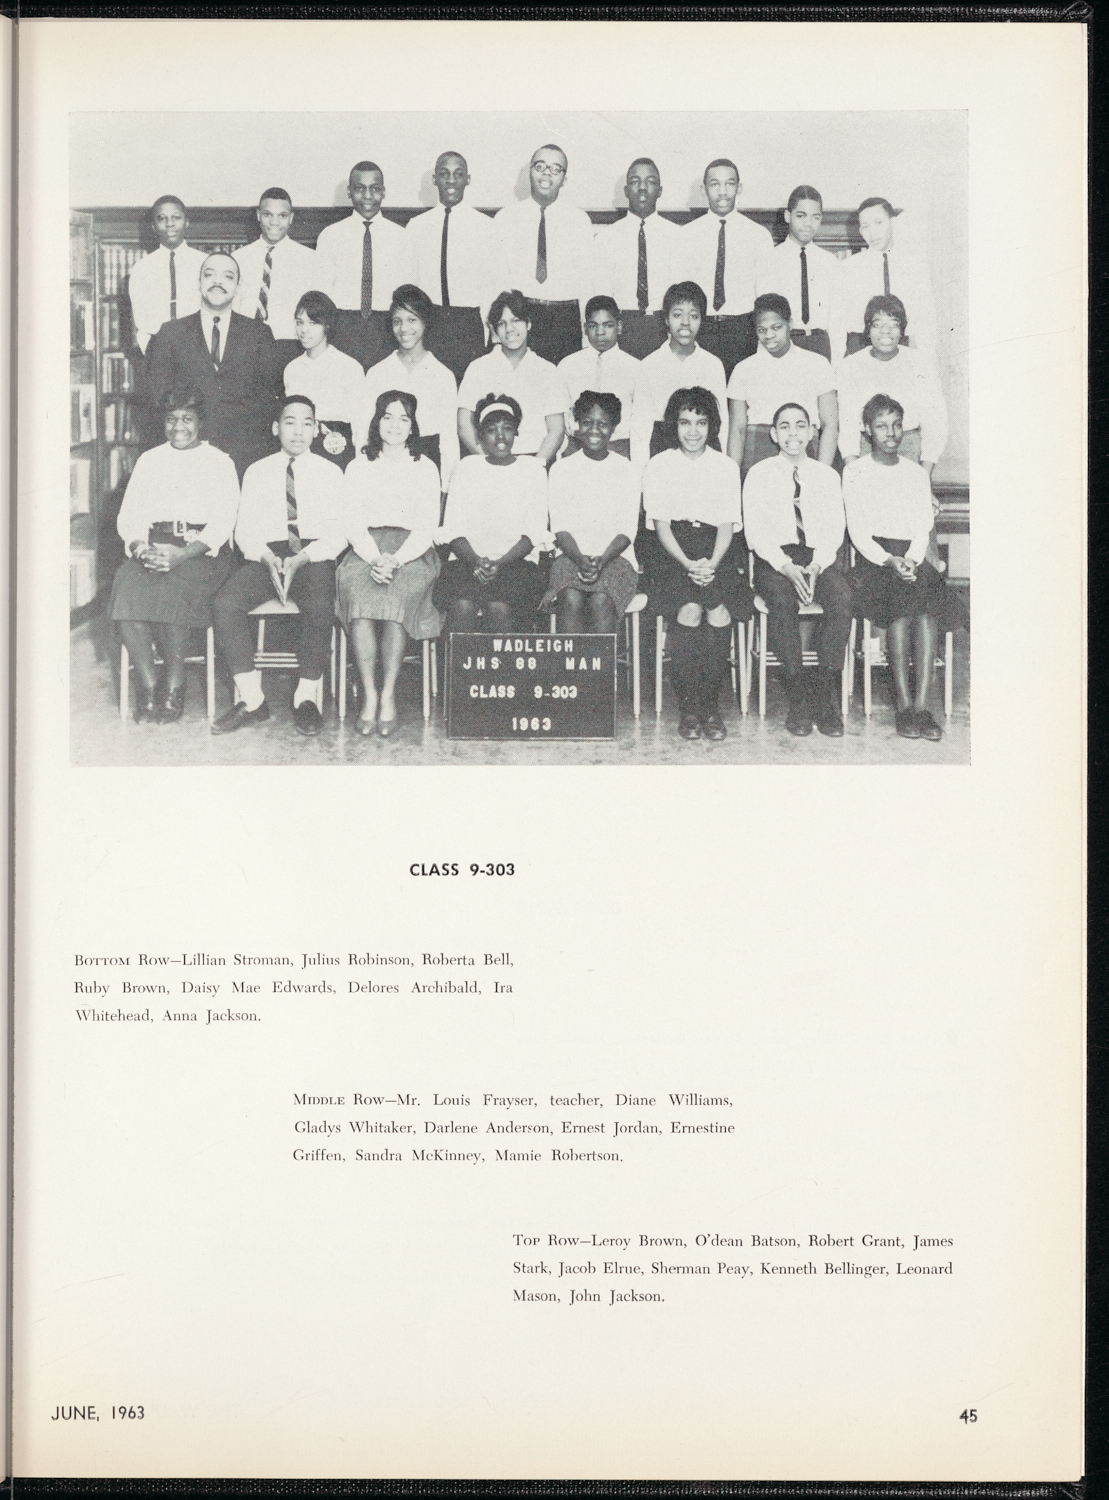 WADLEIGH
JHS 88 MAN
CLASS 9-303
1963
CLASS 9-303
BOTTOM ROW—Lillian Stroman, Julius Robinson, Roberta Bell,
Ruby Brown, Daisy Mae Edwards, Delores Archibald, Ira
Whitehead, Anna Jackson.
MIDDLE ROW—Mr. Louis Frayser, teacher, Diane Williams,
Gladys Whitaker, Darlene Anderson, Ernest Jordan, Ernestine
Griffen, Sandra McKinney, Mamie Robertson.
TOP ROW—Leroy Brown, O'dean Batson, Robert Grant, James
Stark, Jacob Elrue, Sherman Peay, Kenneth Bellinger, Leonard
Mason, John Jackson.
JUNE, 1963
45